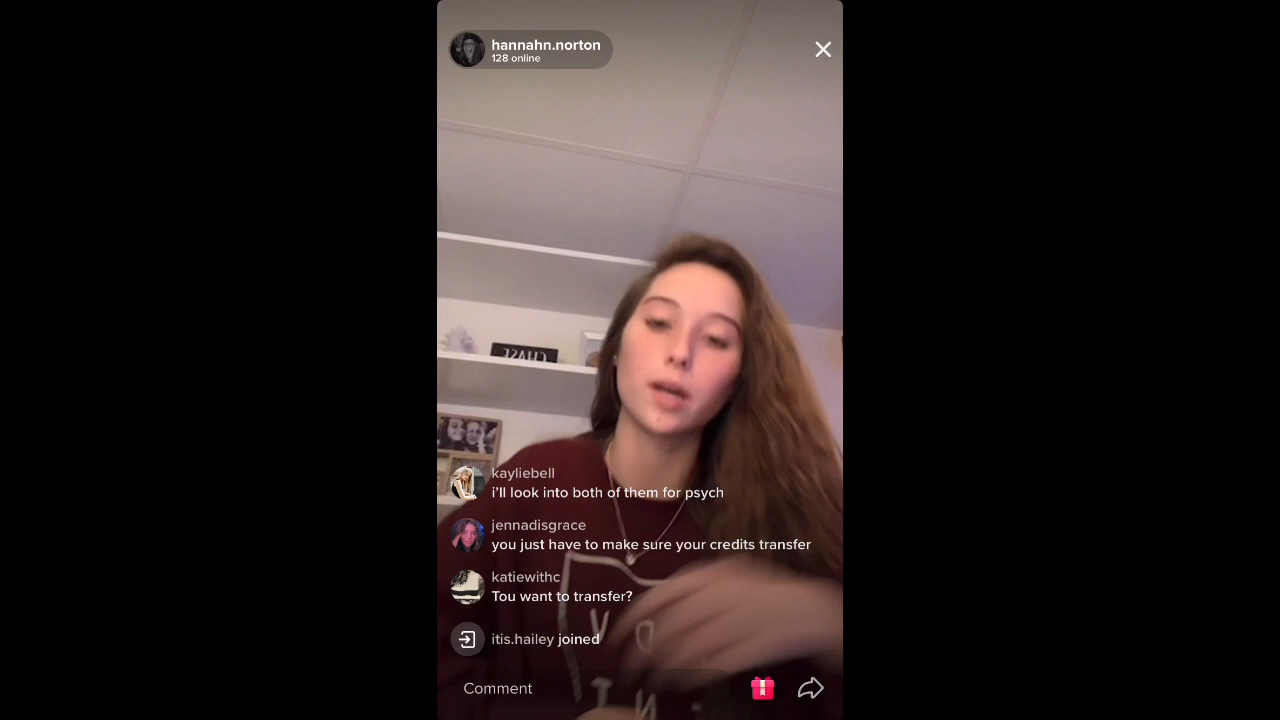 hannahn.norton
128 online
CHASE
kayliebell
i'll look into both of them for psych
jennadisgrace
you just have to make sure your credits transfer
katiewithc
Tou want to transfer?
itis.hailey joined
Comment